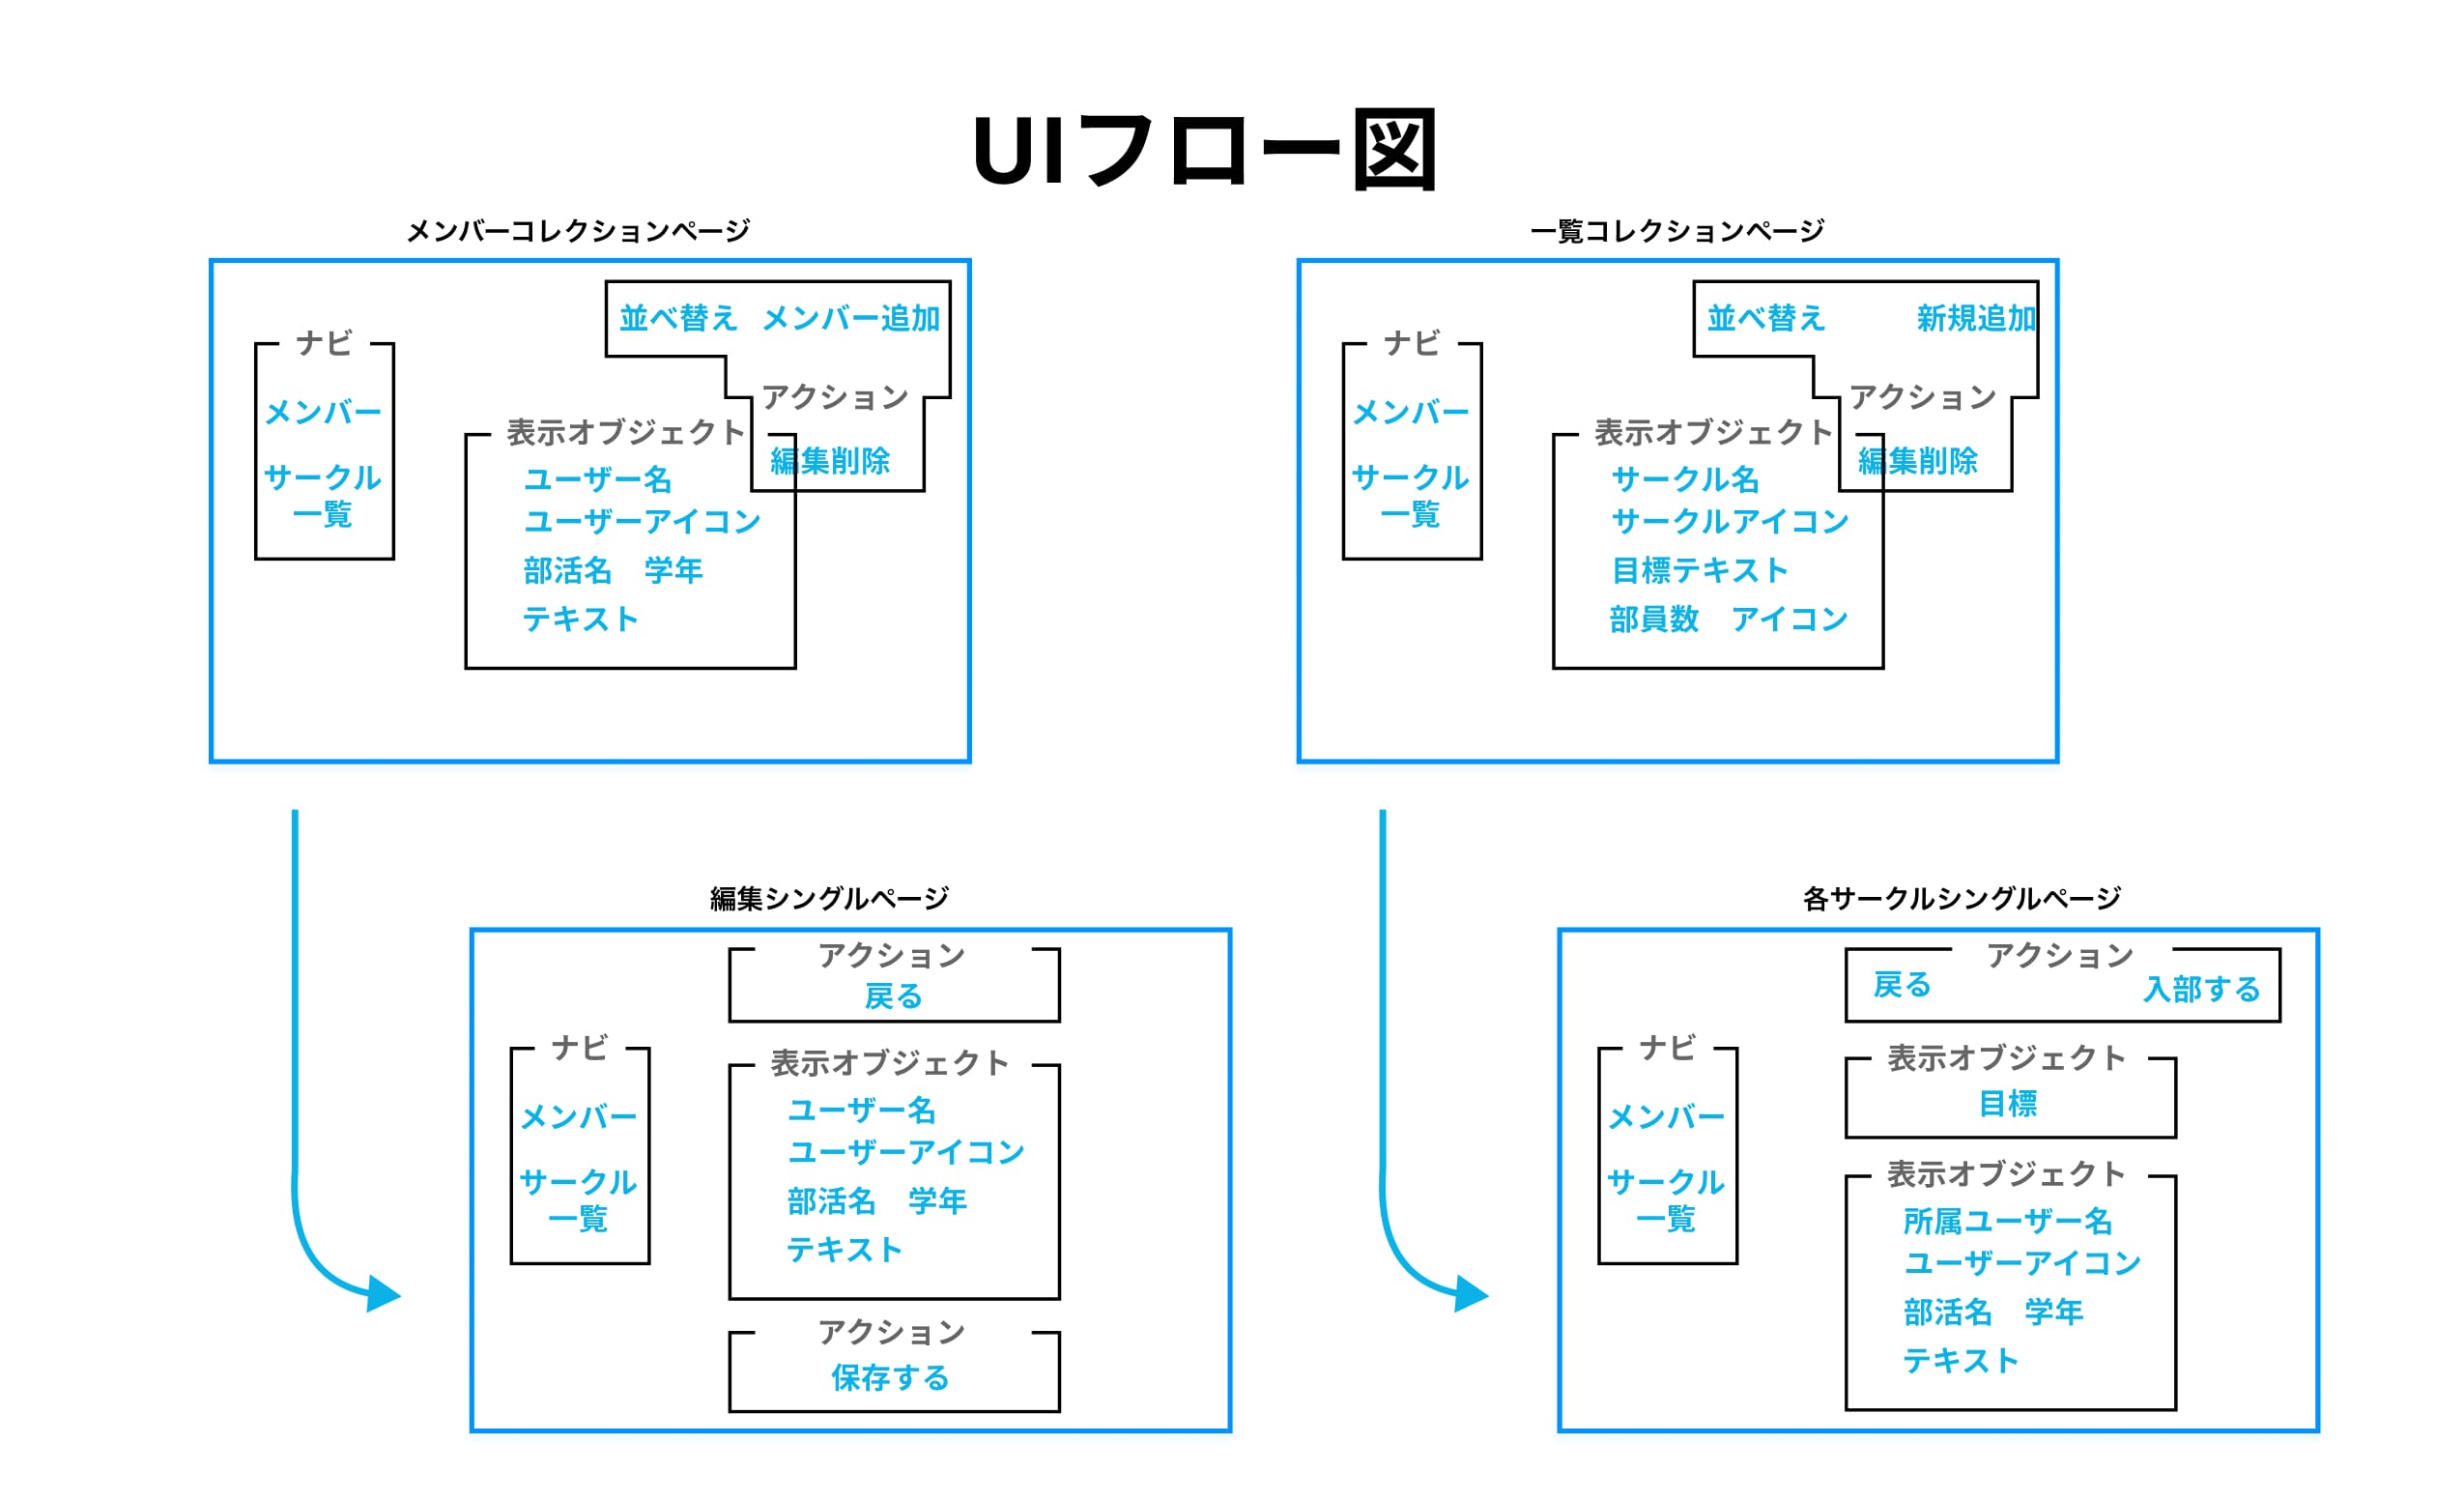 UIフロー図
メンバーコレクションページ
ナビ
メンバー
サークル
一覧
並べ替え メンバー追加
アクション
編集削除
表示オブジェクト
ユーザー名
ユーザーアイコン
部活名 学年
テキスト
一覧コレクションページ
ナビ
メンバー
サークル
一覧
並べ替え 新規追加
アクション
編集削除
表示オブジェクト
サークル名
サークルアイコン
目標テキスト
部員数 アイコン
編集シングルページ
ナビ
メンバー
サークル
一覧
アクション
戻る
表示オブジェクト
ユーザー名
ユーザーアイコン
部活名 学年
テキスト
アクション
保存する
各サークルシングルページ
ナビ
メンバー
サークル
一覧
アクション
戻る 入部する
表示オブジェクト
目標
表示オブジェクト
所属ユーザー名
ユーザーアイコン
部活名 学年
テキスト